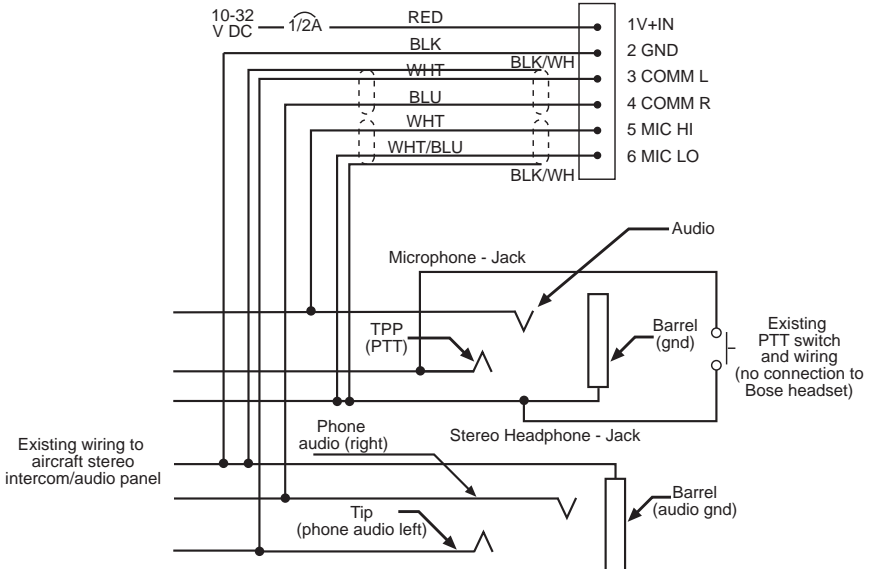 10-32
V DC
1/2A
RED
1V+IN
BLK
2 GND
BLK/WH
WHT
3 COMM L
BLU
4 COMM R
WHT
5 MIC HI
WHT/BLU
6 MIC LO
BLK/WH
Audio
Microphone - Jack
TPP
(PTT)
Barrel
(gnd)
Existing
PTT switch
and wiring
(no connection to
Bose headset)
Phone
audio (right)
Stereo Headphone - Jack
Existing wiring to
aircraft stereo
intercom/audio panel
Tip
(phone audio left)
Barrel
(audio gnd)